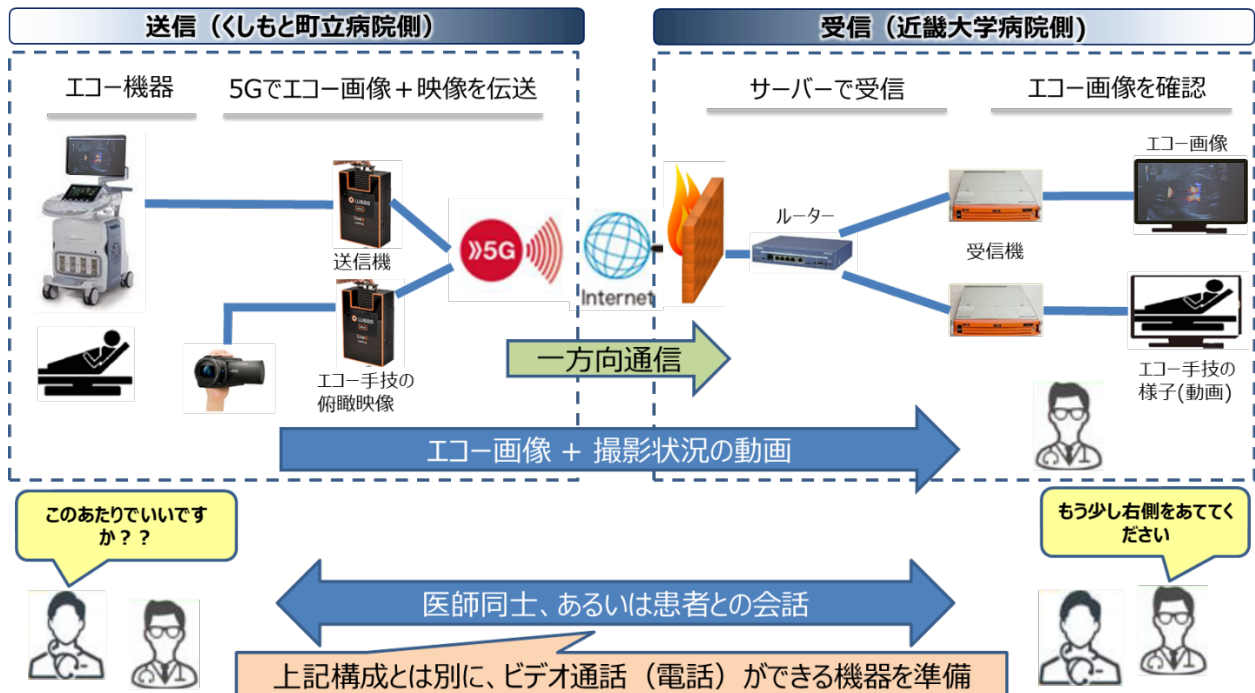 送信（くしもと町立病院側）
受信（近畿大学病院側)
エコー機器
5Gでエコー画像＋映像を伝送
サーバーで受信
エコー画像を確認
エコー画像
LU600
送信機
»5G
Internet
ルーター
受信機
LU600
エコー手技の
俯瞰映像
エコー手技の
様子(動画)
一方向通信
エコー画像 + 撮影状況の動画
このあたりでいいです
か？？
もう少し右側をあててく
ださい
医師同士、あるいは患者との会話
上記構成とは別に、ビデオ通話（電話）ができる機器を準備